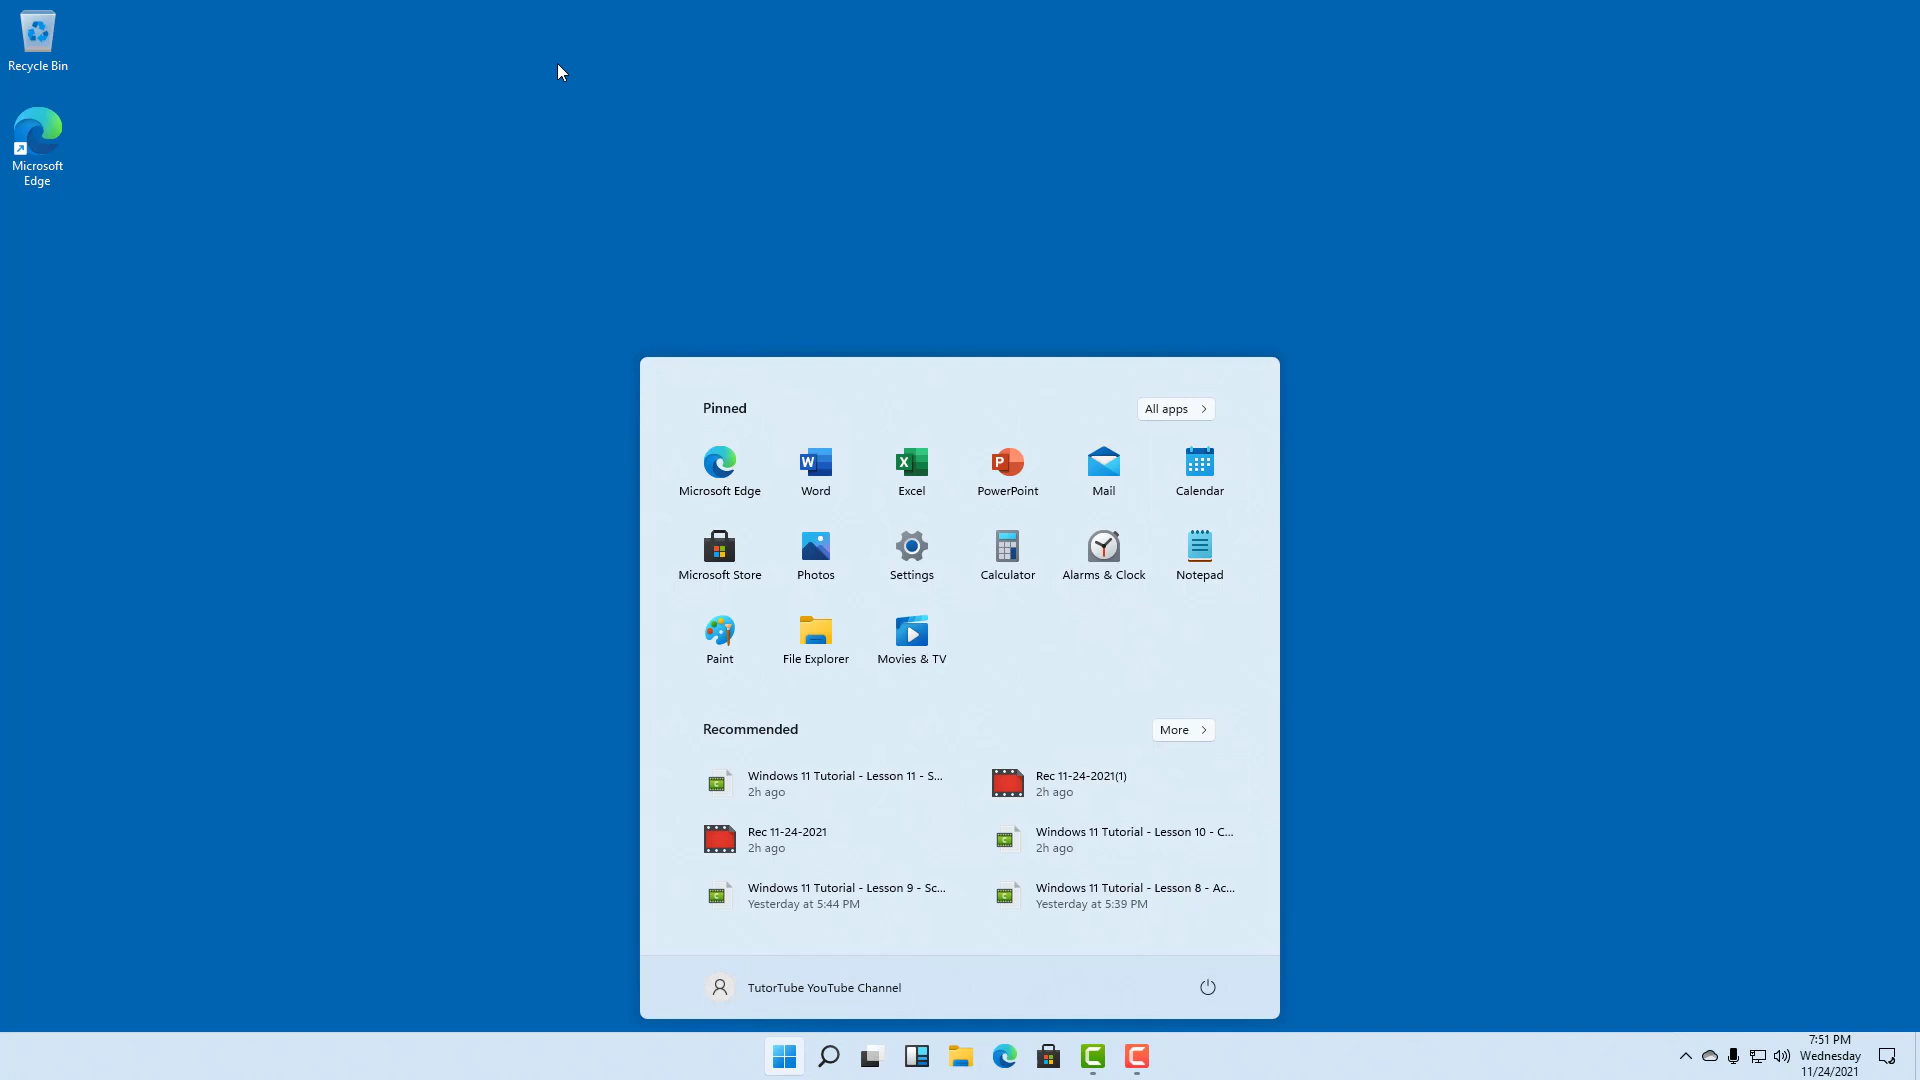 Recycle Bin
Microsoft
Edge
Pinned
All apps
Microsoft Edge
Word
Excel
PowerPoint
Mail
Calendar
Microsoft Store
Photos
Settings
Calculator
Alarms & Clock
Notepad
Paint
File Explorer
Movies & TV
Recommended
More
Windows 11 Tutorial - Lesson 11 - S...
2h ago
Rec 11-24-2021(1)
2h ago
Rec 11-24-2021
2h ago
Windows 11 Tutorial - Lesson 10 - C...
2h ago
Windows 11 Tutorial - Lesson 9 - Sc...
Yesterday at 5:44 PM
Windows 11 Tutorial - Lesson 8 - Ac...
Yesterday at 5:39 PM
TutorTube YouTube Channel
7:51 PM
Wednesday
11/24/2021